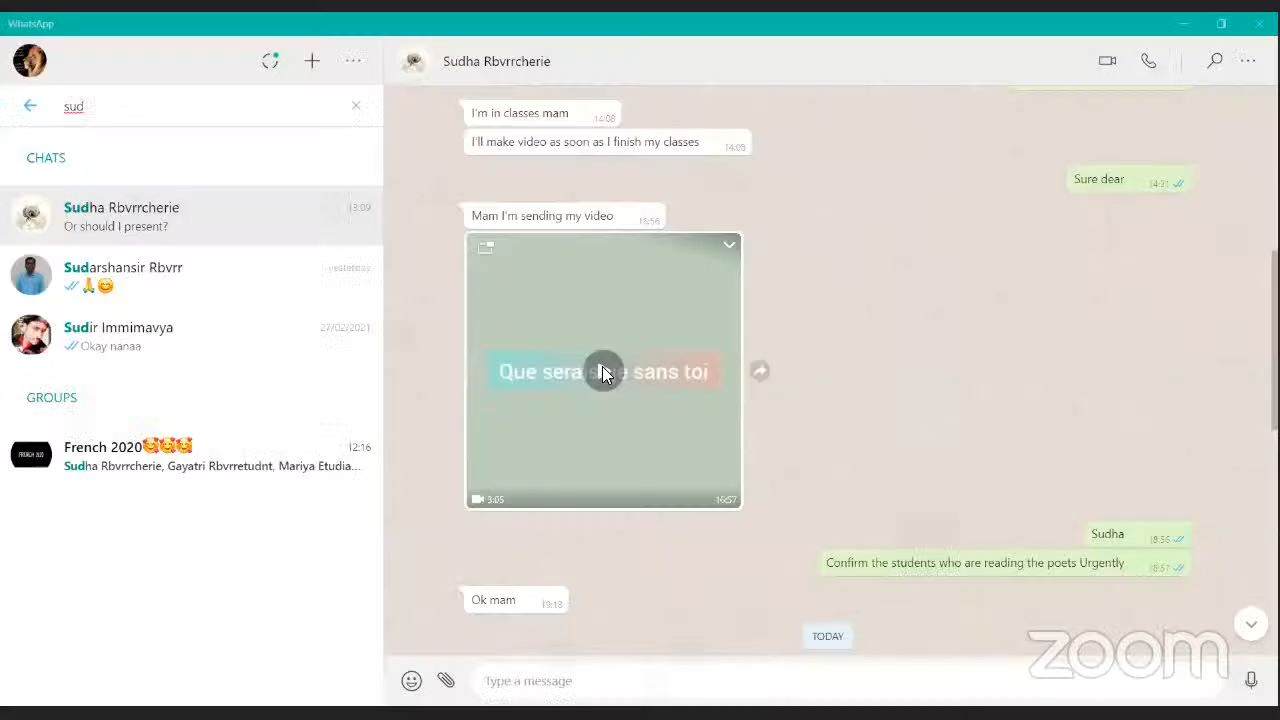 WhatsApp
sud
CHATS
Sudha Rbvrrcherie
13:09
Or should I present?
Sudarshansir Rbvrr
yesterday
Sudir Immimavya
27/02/2021
Okay nanaa
GROUPS
French 2020
12:16
Sudha Rbvrrcherie, Gayatri Rbvrretudnt, Mariya Etudia...
Sudha Rbvrrcherie
I'm in classes mam
14:08
I'll make video as soon as I finish my classes
Sure dear
14:31
Mam I'm sending my video
16:56
Que sera sans toi
3:05
16:57
Sudha
18:56
Confirm the students who are reading the poets Urgently
18:57
Ok mam
19:18
TODAY
Type a message
zoom